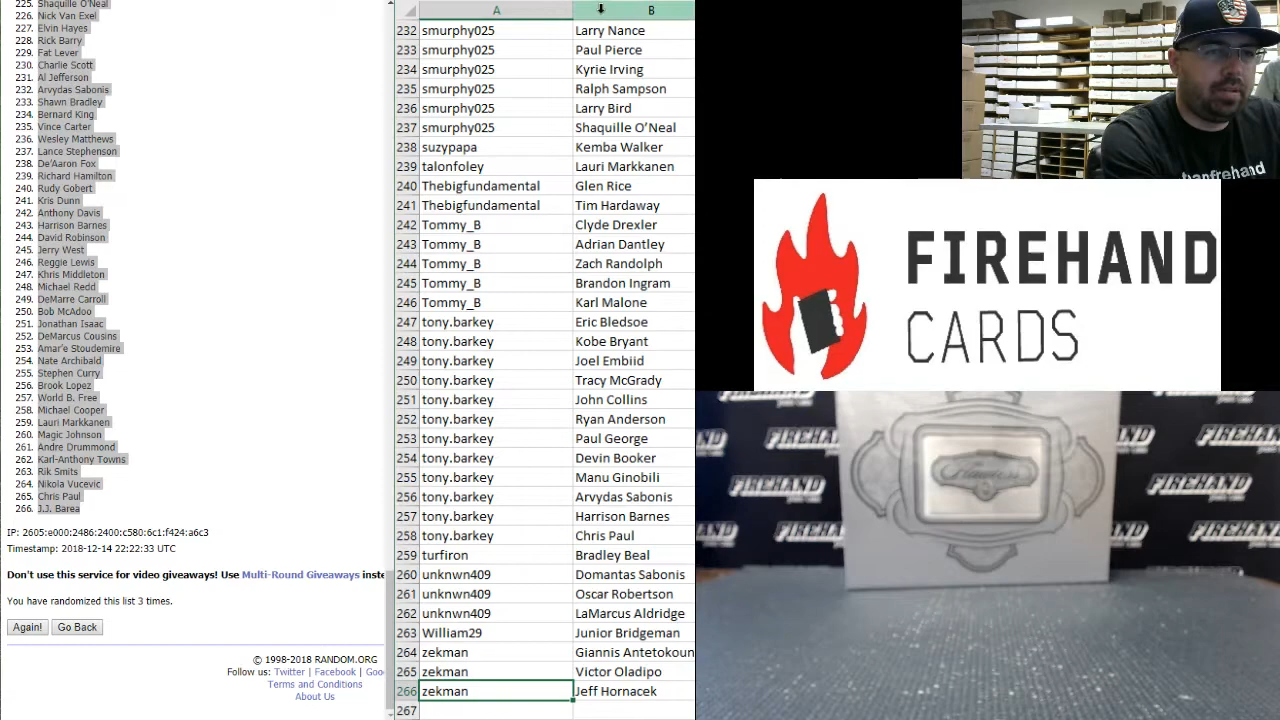 225. Shaquille O'Neal
226. Nick Van Exel
227. Elvin Hayes
228. Rick Barry
229. Fat Lever
230. Charlie Scott
231. Al Jefferson
232. Arvydas Sabonis
233. Shawn Bradley
234. Bernard King
235. Vince Carter
236. Wesley Matthews
237. Lance Stephenson
238. De'Aaron Fox
239. Richard Hamilton
240. Rudy Gobert
241. Kris Dunn
242. Anthony Davis
243. Harrison Barnes
244. David Robinson
245. Jerry West
246. Reggie Lewis
247. Khris Middleton
248. Michael Redd
249. DeMarre Carroll
250. Bob McAdoo
251. Jonathan Isaac
252. DeMarcus Cousins
253. Amar'e Stoudemire
254. Nate Archibald
255. Stephen Curry
256. Brook Lopez
257. World B. Free
258. Michael Cooper
259. Lauri Markkanen
260. Magic Johnson
261. Andre Drummond
262. Karl-Anthony Towns
263. Rik Smits
264. Nikola Vucevic
265. Chris Paul
266. J.J. Barea
IP: 2605:e000:2486:2400:c580:6c1:f424:a6c3
Timestamp: 2018-12-14 22:22:33 UTC
Don't use this service for video giveaways! Use Multi-Round Giveaways inste
You have randomized this list 3 times.
Again! Go Back
© 1998-2018 RANDOM.ORG
Follow us: Twitter | Facebook | Goo
Terms and Conditions
About Us
A B
232 smurphy025 Larry Nance
233 smurphy025 Paul Pierce
234 smurphy025 Kyrie Irving
235 smurphy025 Ralph Sampson
236 smurphy025 Larry Bird
237 smurphy025 Shaquille O'Neal
238 suzypapa Kemba Walker
239 talonfoley Lauri Markkanen
240 Thebigfundamental Glen Rice
241 Thebigfundamental Tim Hardaway
242 Tommy_B Clyde Drexler
243 Tommy_B Adrian Dantley
244 Tommy_B Zach Randolph
245 Tommy_B Brandon Ingram
246 Tommy_B Karl Malone
247 tony.barkey Eric Bledsoe
248 tony.barkey Kobe Bryant
249 tony.barkey Joel Embiid
250 tony.barkey Tracy McGrady
251 tony.barkey John Collins
252 tony.barkey Ryan Anderson
253 tony.barkey Paul George
254 tony.barkey Devin Booker
255 tony.barkey Manu Ginobili
256 tony.barkey Arvydas Sabonis
257 tony.barkey Harrison Barnes
258 tony.barkey Chris Paul
259 turfiron Bradley Beal
260 unknwn409 Domantas Sabonis
261 unknwn409 Oscar Robertson
262 unknwn409 LaMarcus Aldridge
263 William29 Junior Bridgeman
264 zekman Giannis Antetokoun
265 zekman Victor Oladipo
266 zekman Jeff Hornacek
267
anfirehand
FIREHAND
CARDS
Flawless
FIREHAND
FIREHAND
FIREHAND
FIREHAND